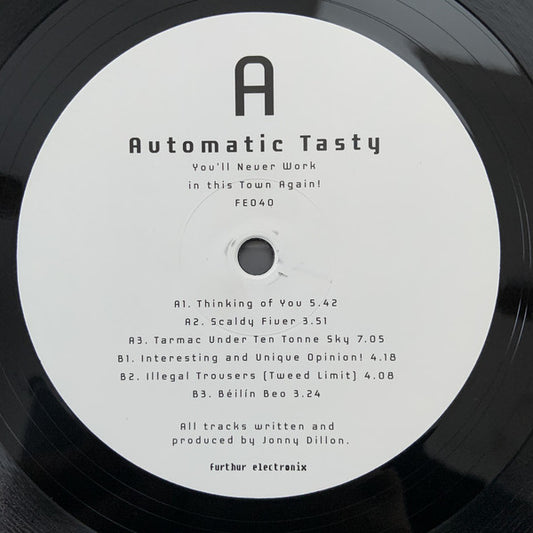 A
Automatic Tasty
You'll Never Work
in this Town Again!
FE040
A1. Thinking of You 5.42
A2. Scaldy Fiver 3.51
A3. Tarmac Under Ten Tonne Sky 7.05
B1. Interesting and Unique Opinion! 4.18
B2. Illegal Trousers (Tweed Limit) 4.08
B3. Béilín Beo 3.24
All tracks written and
produced by Jonny Dillon.
furthur electronix